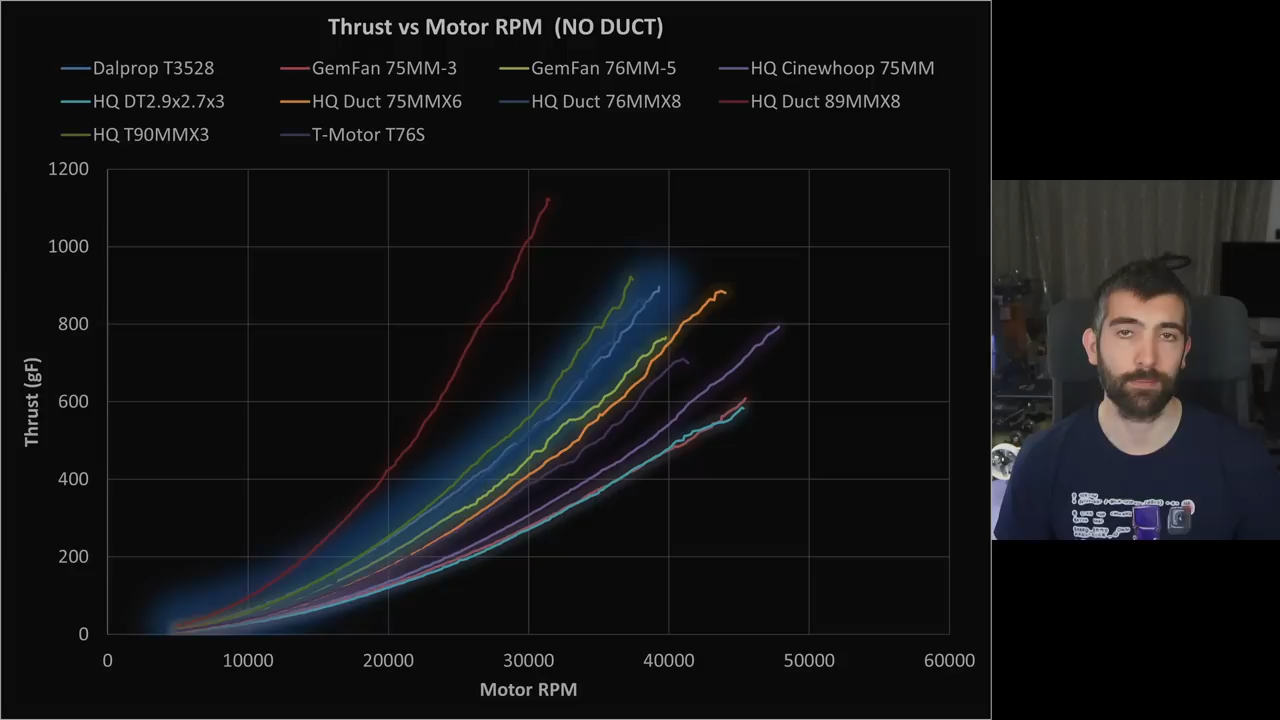 Thrust vs Motor RPM (NO DUCT)
Dalprop T3528 GemFan 75MM-3 GemFan 76MM-5 HQ Cinewhoop 75MM
HQ DT2.9x2.7x3 HQ Duct 75MMX6 HQ Duct 76MMX8 HQ Duct 89MMX8
HQ T90MMX3 T-Motor T76S
1200
1000
800
600
400
200
0
Thrust (gF)
0 10000 20000 30000 40000 50000 60000
Motor RPM